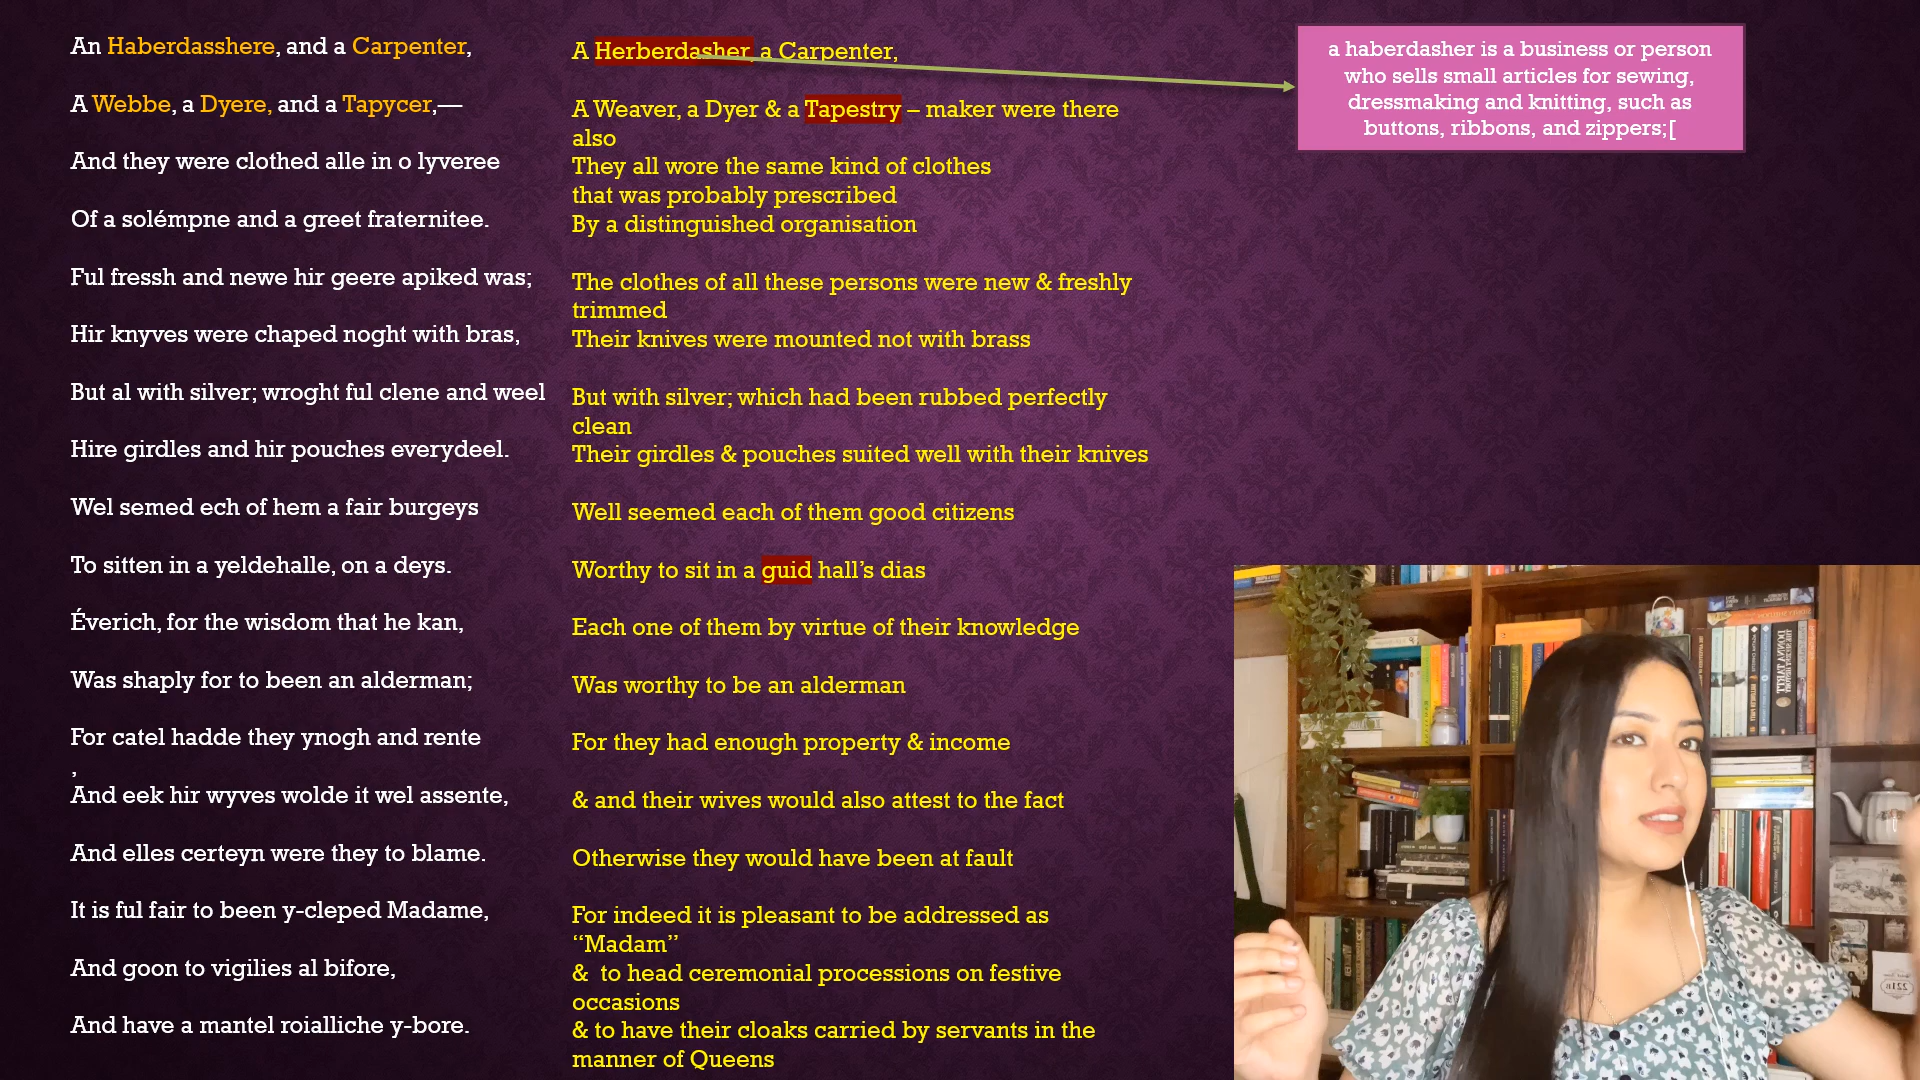 An Haberdasshere, and a Carpenter,
A Webbe, a Dyere, and a Tapycer,—
And they were clothed alle in o lyveree
Of a solémpne and a greet fraternitee.
Ful fressh and newe hir geere apiked was;
Hir knyves were chaped noght with bras,
But al with silver; wroght ful clene and weel
Hire girdles and hir pouches everydeel.
Wel semed ech of hem a fair burgeys
To sitten in a yeldehalle, on a deys.
Éverich, for the wisdom that he kan,
Was shaply for to been an alderman;
For catel hadde they ynogh and rente
,
And eek hir wyves wolde it wel assente,
And elles certeyn were they to blame.
It is ful fair to been y-cleped Madame,
And goon to vigilies al bifore,
And have a mantel roialliche y-bore.
A Herberdasher, a Carpenter,
A Weaver, a Dyer & a Tapestry – maker were there
also
They all wore the same kind of clothes
that was probably prescribed
By a distinguished organisation
The clothes of all these persons were new & freshly
trimmed
Their knives were mounted not with brass
But with silver; which had been rubbed perfectly
clean
Their girdles & pouches suited well with their knives
Well seemed each of them good citizens
Worthy to sit in a guid hall's dias
Each one of them by virtue of their knowledge
Was worthy to be an alderman
For they had enough property & income
& and their wives would also attest to the fact
Otherwise they would have been at fault
For indeed it is pleasant to be addressed as
“Madam”
& to head ceremonial processions on festive
occasions
& to have their cloaks carried by servants in the
manner of Queens
a haberdasher is a business or person
who sells small articles for sewing,
dressmaking and knitting, such as
buttons, ribbons, and zippers;[
DONNA TARTT
221B